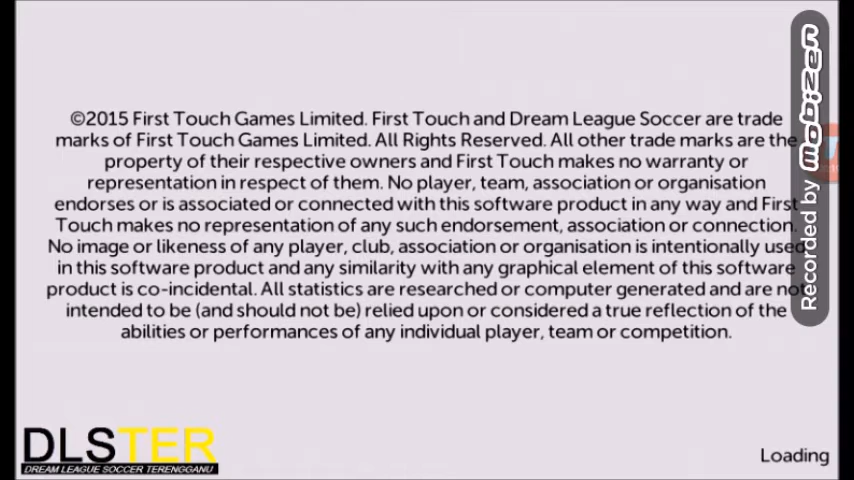 ©2015 First Touch Games Limited. First Touch and Dream League Soccer are trade
marks of First Touch Games Limited. All Rights Reserved. All other trade marks are the
property of their respective owners and First Touch makes no warranty or
representation in respect of them. No player, team, association or organisation
endorses or is associated or connected with this software product in any way and First
Touch makes no representation of any such endorsement, association or connection.
No image or likeness of any player, club, association or organisation is intentionally used
in this software product and any similarity with any graphical element of this software
product is co-incidental. All statistics are researched or computer generated and are not
intended to be (and should not be) relied upon or considered a true reflection of the
abilities or performances of any individual player, team or competition.
Recorded by mobizen
DLSTER
DREAM LEAGUE SOCCER TERENGGANU
Loading